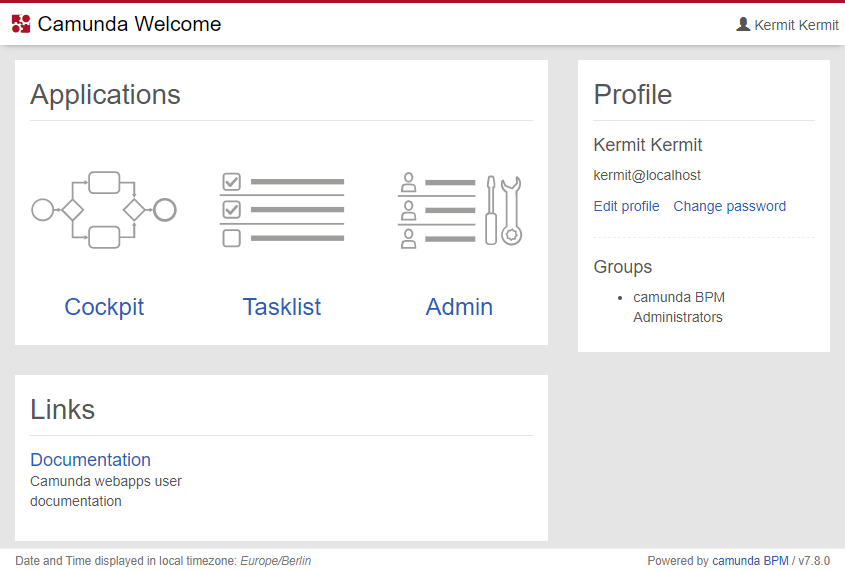 Camunda Welcome
Kermit Kermit
Applications
Cockpit
Tasklist
Admin
Profile
Kermit Kermit
kermit@localhost
Edit profile Change password
Groups
camunda BPM
Administrators
Links
Documentation
Camunda webapps user
documentation
Date and Time displayed in local timezone: Europe/Berlin
Powered by camunda BPM / v7.8.0